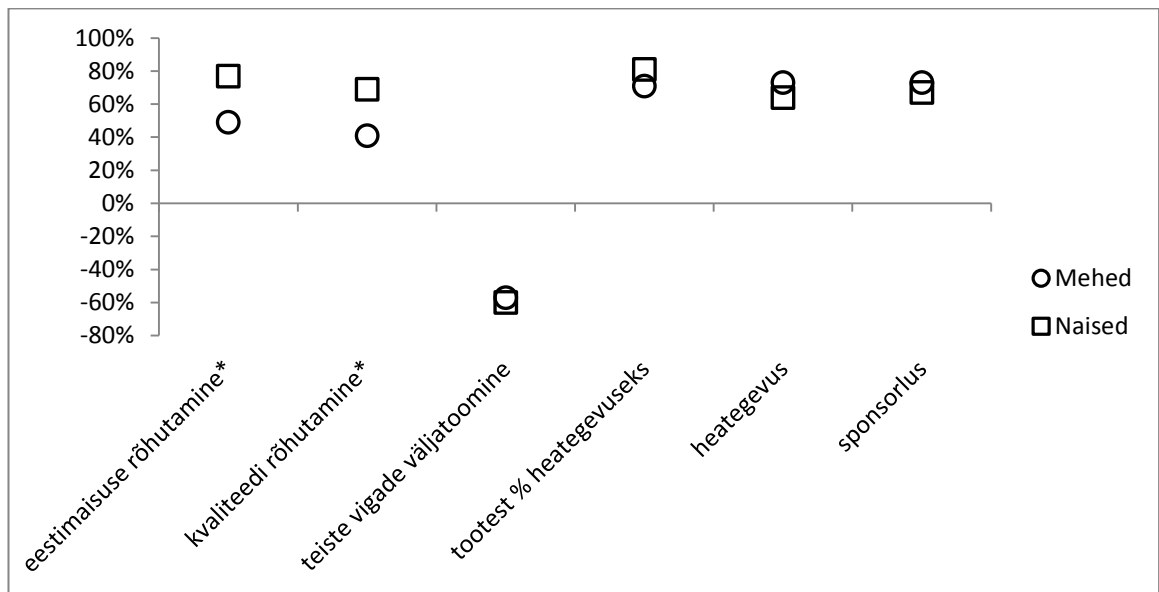 100%
80%
60%
40%
20%
0%
-20%
-40%
-60%
-80%
eestimaisuse rõhutamine*
kvaliteedi rõhutamine*
teiste vigade väljatoomine
tootest % heategevuseks
heategevus
sponsorlus
Mehed
Naised